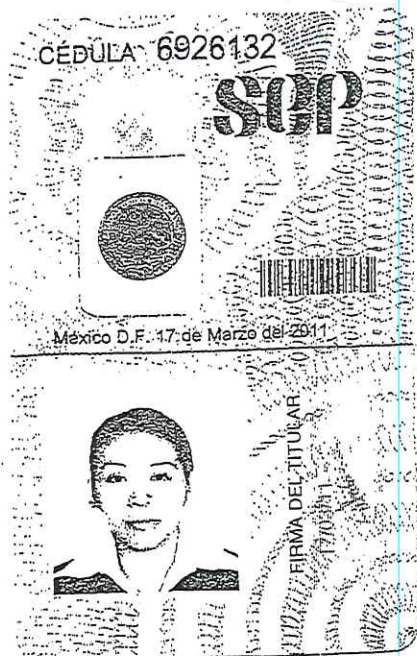 CÉDULA 6926132
SEP
México D.F. 17 de Marzo del 2011
FIRMA DEL TITULAR